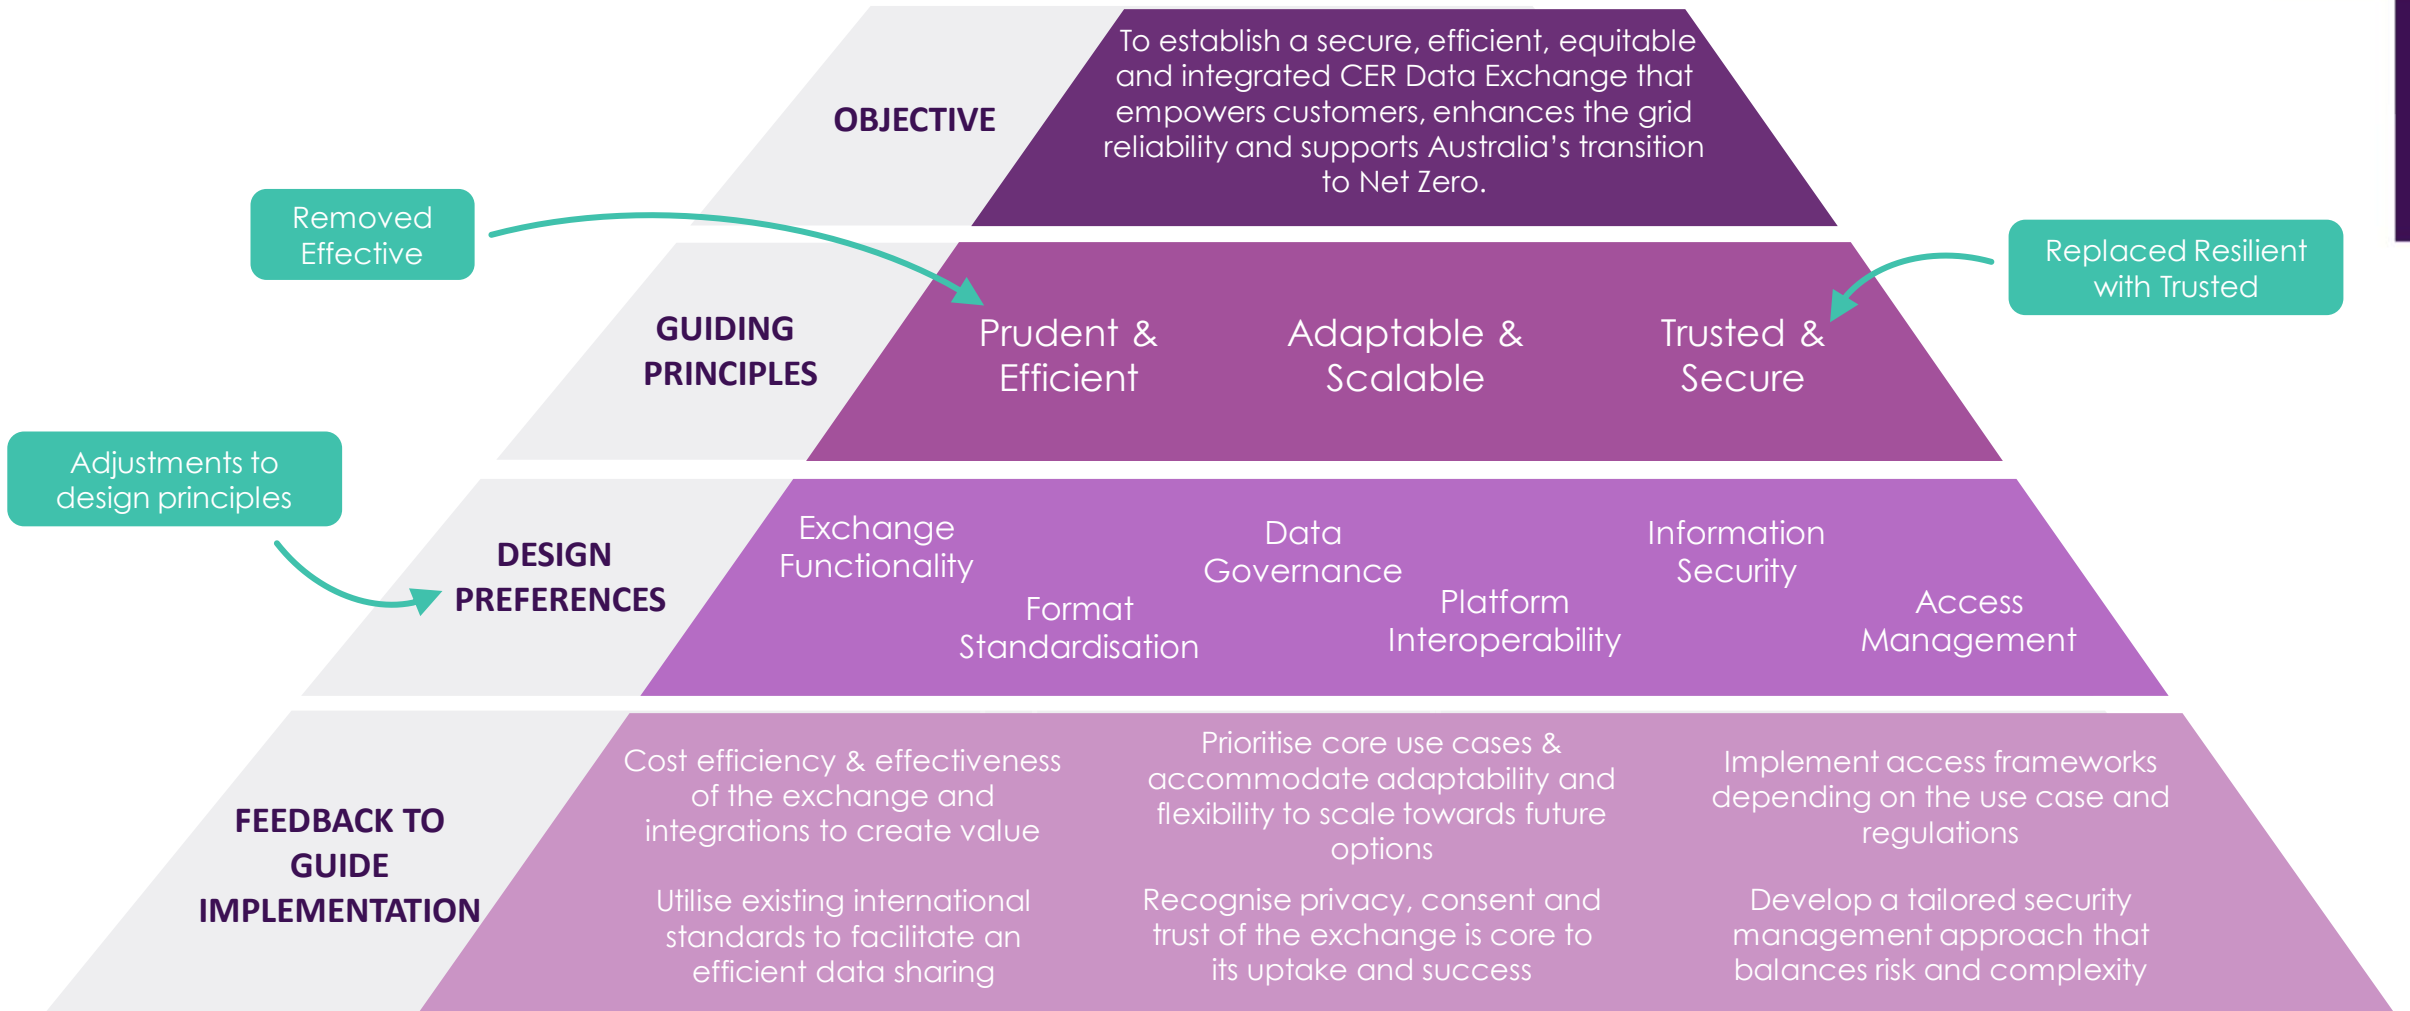 OBJECTIVE
To establish a secure, efficient, equitable
and integrated CER Data Exchange that
empowers customers, enhances the grid
reliability and supports Australia's transition
to Net Zero.
Removed
Effective
Replaced Resilient
with Trusted
GUIDING
PRINCIPLES
Prudent &
Efficient
Adaptable &
Scalable
Trusted &
Secure
Adjustments to
design principles
DESIGN
PREFERENCES
Exchange
Functionality
Format
Standardisation
Data
Governance
Platform
Interoperability
Information
Security
Access
Management
FEEDBACK TO
GUIDE
IMPLEMENTATION
Cost efficiency & effectiveness
of the exchange and
integrations to create value
Prioritise core use cases &
accommodate adaptability and
flexibility to scale towards future
options
Implement access frameworks
depending on the use case and
regulations
Utilise existing international
standards to facilitate an
efficient data sharing
Recognise privacy, consent and
trust of the exchange is core to
its uptake and success
Develop a tailored security
management approach that
balances risk and complexity